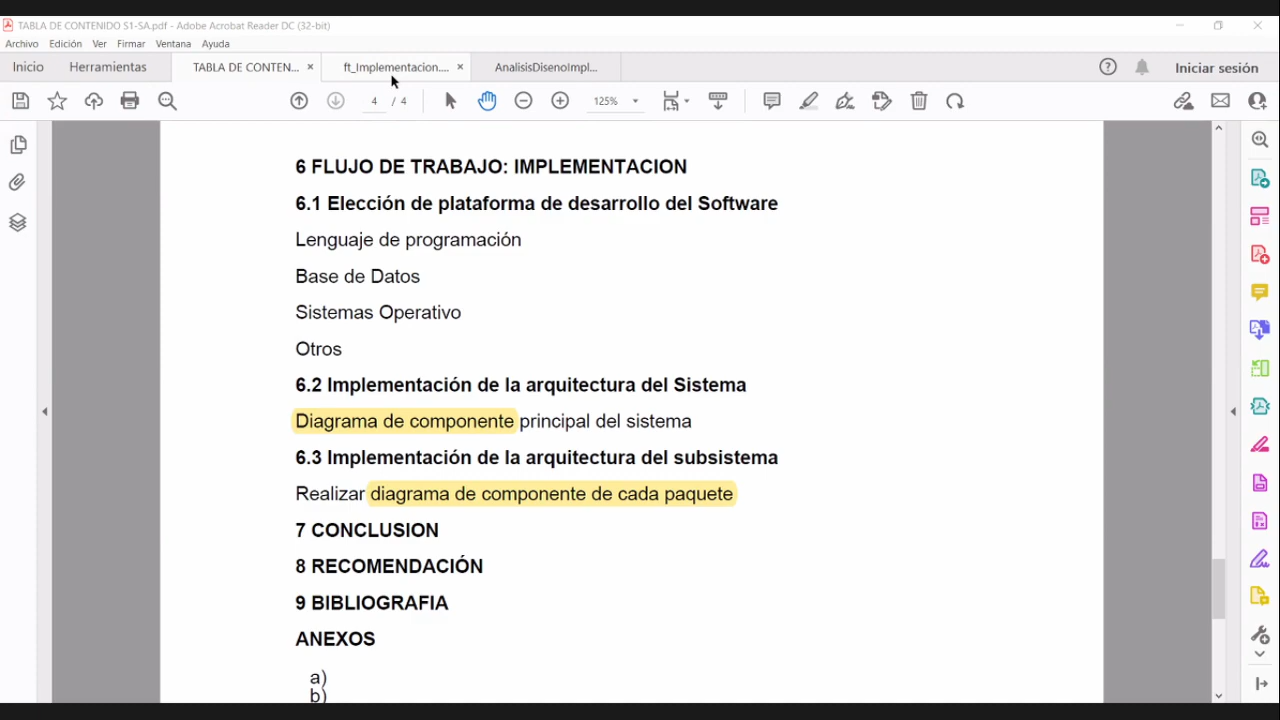 TABLA DE CONTENIDO S1-SA.pdf - Adobe Acrobat Reader DC (32-bit)
Archivo Edición Ver Firmar Ventana Ayuda
Inicio Herramientas TABLA DE CONTEN... × ft_Implementacion.... × AnalisisDisenoImpl... Iniciar sesión
4 / 4 125%
6 FLUJO DE TRABAJO: IMPLEMENTACION
6.1 Elección de plataforma de desarrollo del Software
Lenguaje de programación
Base de Datos
Sistemas Operativo
Otros
6.2 Implementación de la arquitectura del Sistema
Diagrama de componente principal del sistema
6.3 Implementación de la arquitectura del subsistema
Realizar diagrama de componente de cada paquete
7 CONCLUSION
8 RECOMENDACIÓN
9 BIBLIOGRAFIA
ANEXOS
a)
b)